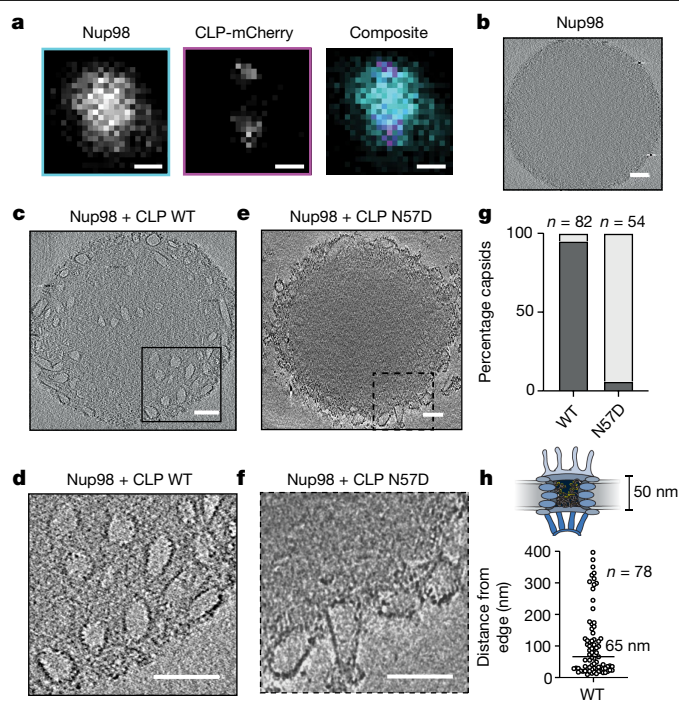 a
Nup98
CLP-mCherry
Composite
b
Nup98
c
Nup98 + CLP WT
e
Nup98 + CLP N57D
g
n = 82
n = 54
100
50
0
Percentage capsids
WT
N57D
d
Nup98 + CLP WT
f
Nup98 + CLP N57D
h
50 nm
400
300
200
100
0
Distance from
edge (nm)
n = 78
65 nm
WT